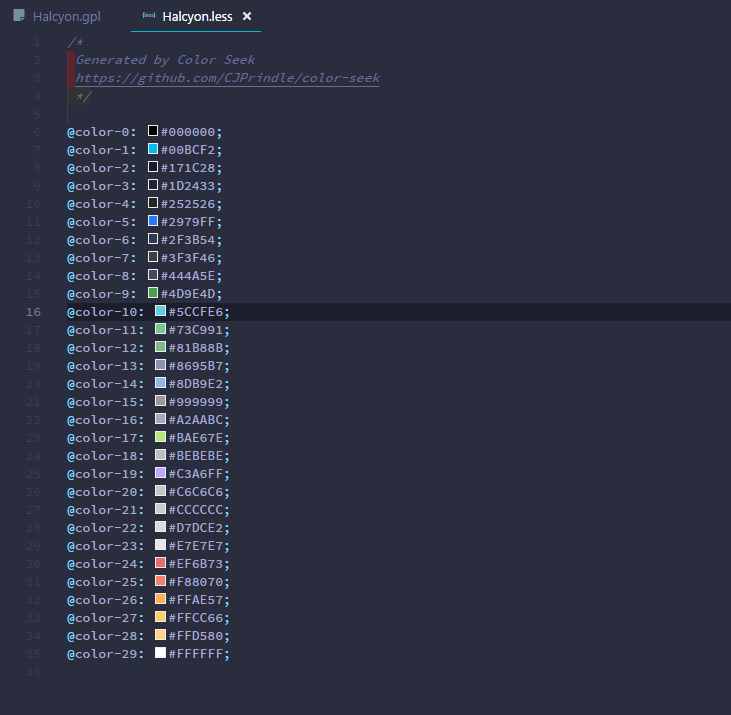 Halcyon.gpl
Halcyon.less
1 /*
2 Generated by Color Seek
3 https://github.com/CJPrindle/color-seek
4 */
5
6 @color-0: #000000;
7 @color-1: #00BCF2;
8 @color-2: #171C28;
9 @color-3: #1D2433;
10 @color-4: #252526;
11 @color-5: #2979FF;
12 @color-6: #2F3B54;
13 @color-7: #3F3F46;
14 @color-8: #444A5E;
15 @color-9: #4D9E4D;
16 @color-10: #5CCFE6;
17 @color-11: #73C991;
18 @color-12: #81B88B;
19 @color-13: #8695B7;
20 @color-14: #8DB9E2;
21 @color-15: #999999;
22 @color-16: #A2AABC;
23 @color-17: #BAE67E;
24 @color-18: #BEBEBE;
25 @color-19: #C3A6FF;
26 @color-20: #C6C6C6;
27 @color-21: #CCCCCC;
28 @color-22: #D7DCE2;
29 @color-23: #E7E7E7;
30 @color-24: #EF6B73;
31 @color-25: #F88070;
32 @color-26: #FFAE57;
33 @color-27: #FFCC66;
34 @color-28: #FFD580;
35 @color-29: #FFFFFF;
36